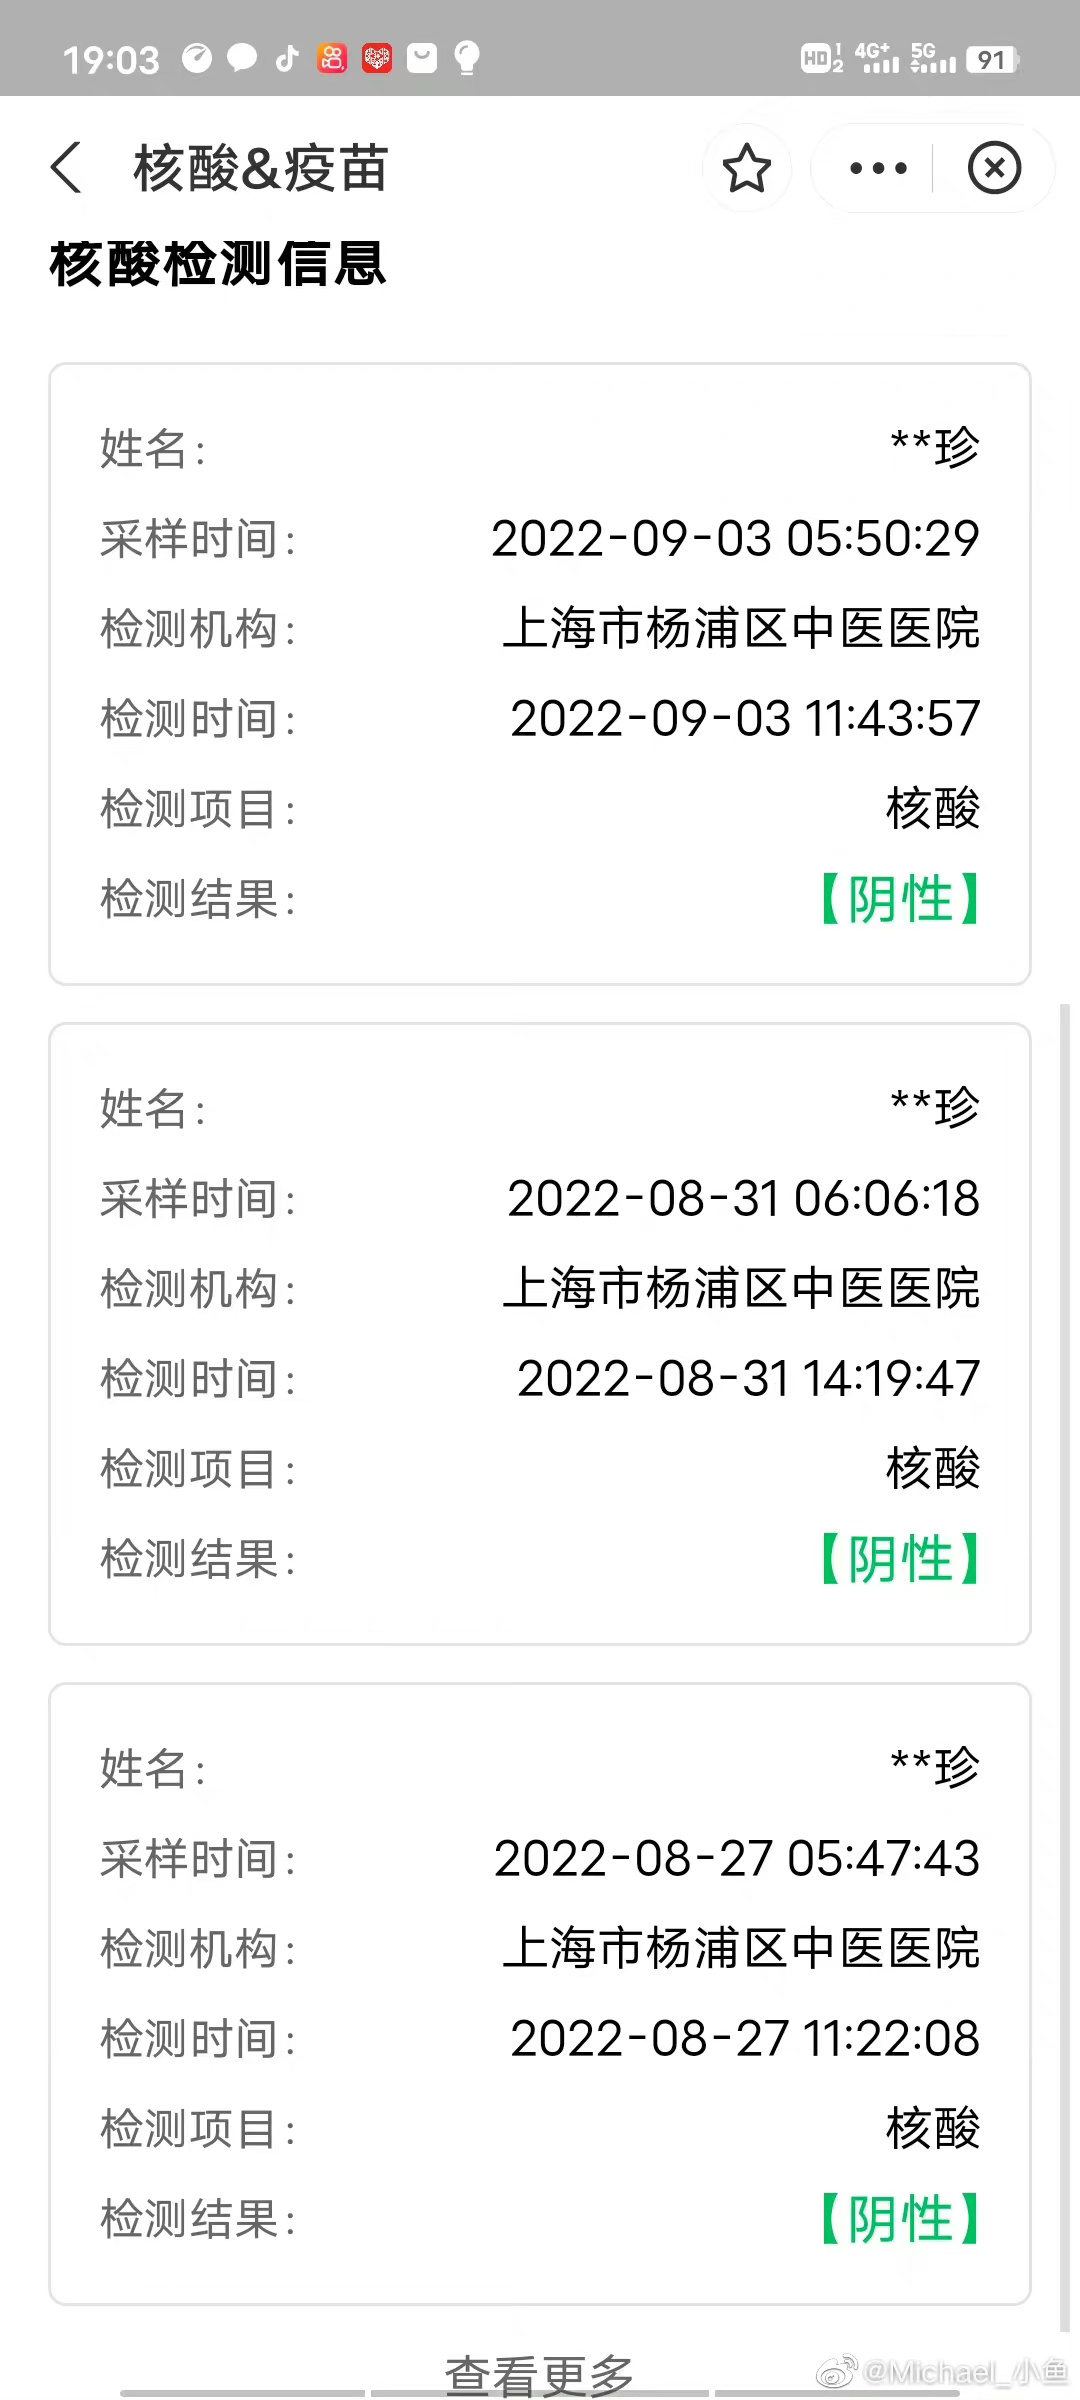 19:03
HD 1 2 4G+ 5G 91
核酸&疫苗
核酸检测信息
姓名： **珍
采样时间： 2022-09-03 05:50:29
检测机构： 上海市杨浦区中医医院
检测时间： 2022-09-03 11:43:57
检测项目： 核酸
检测结果： 【阴性】
姓名： **珍
采样时间： 2022-08-31 06:06:18
检测机构： 上海市杨浦区中医医院
检测时间： 2022-08-31 14:19:47
检测项目： 核酸
检测结果： 【阴性】
姓名： **珍
采样时间： 2022-08-27 05:47:43
检测机构： 上海市杨浦区中医医院
检测时间： 2022-08-27 11:22:08
检测项目： 核酸
检测结果： 【阴性】
查看更多
@Michael_小鱼